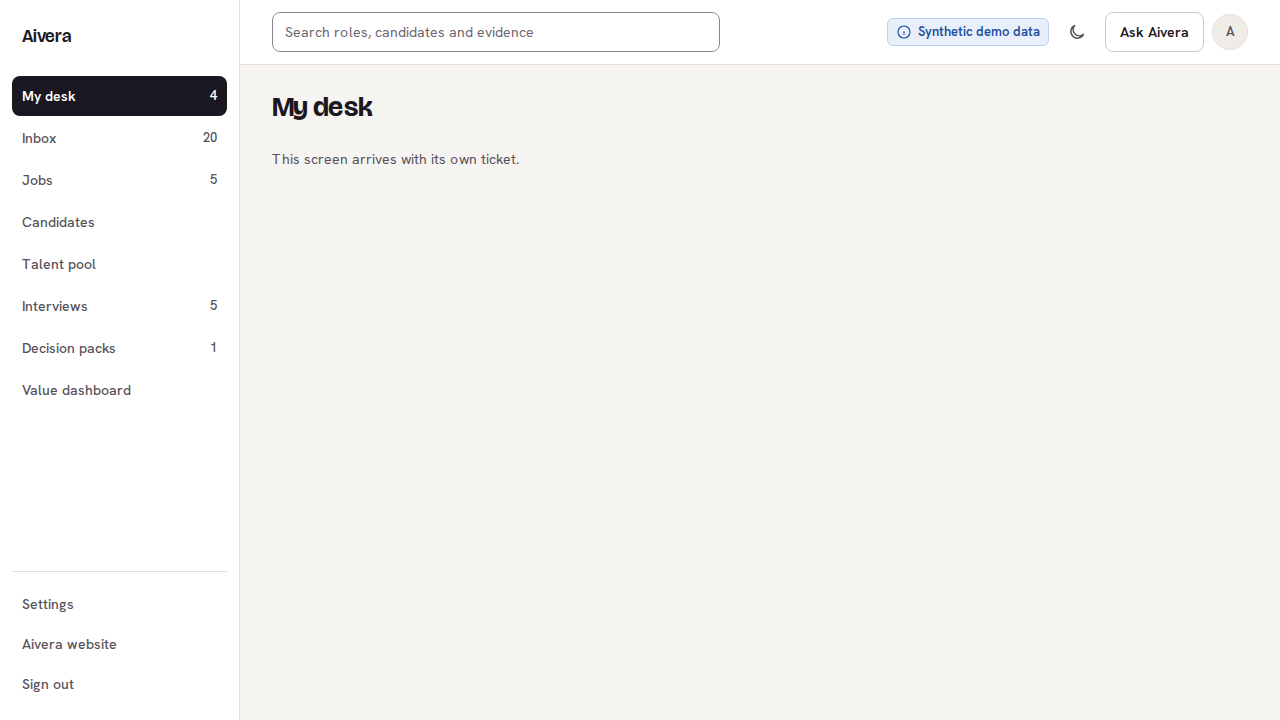 Aivera
Search roles, candidates and evidence
Synthetic demo data
Ask Aivera
A
My desk 4
Inbox 20
Jobs 5
Candidates
Talent pool
Interviews 5
Decision packs 1
Value dashboard
Settings
Aivera website
Sign out
My desk
This screen arrives with its own ticket.